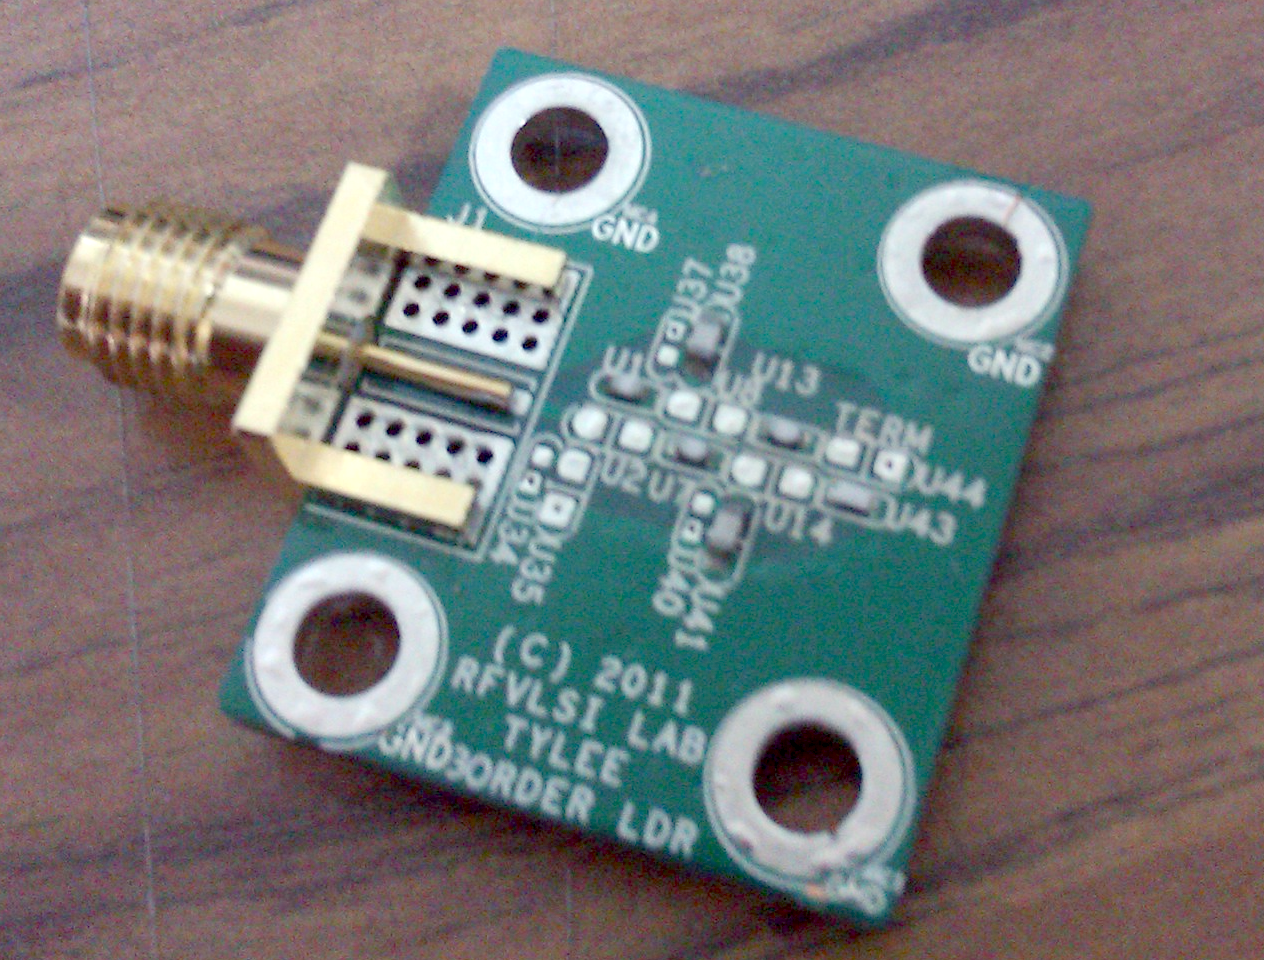 J1
GND
GND
U37
U38
U1
U8
U13
TERM
U2
U7
U14
U44
U43
U34
U35
U40
U41
(C) 2011
RFVLSI LAB
TYLEE
GND
3ORDER LDR